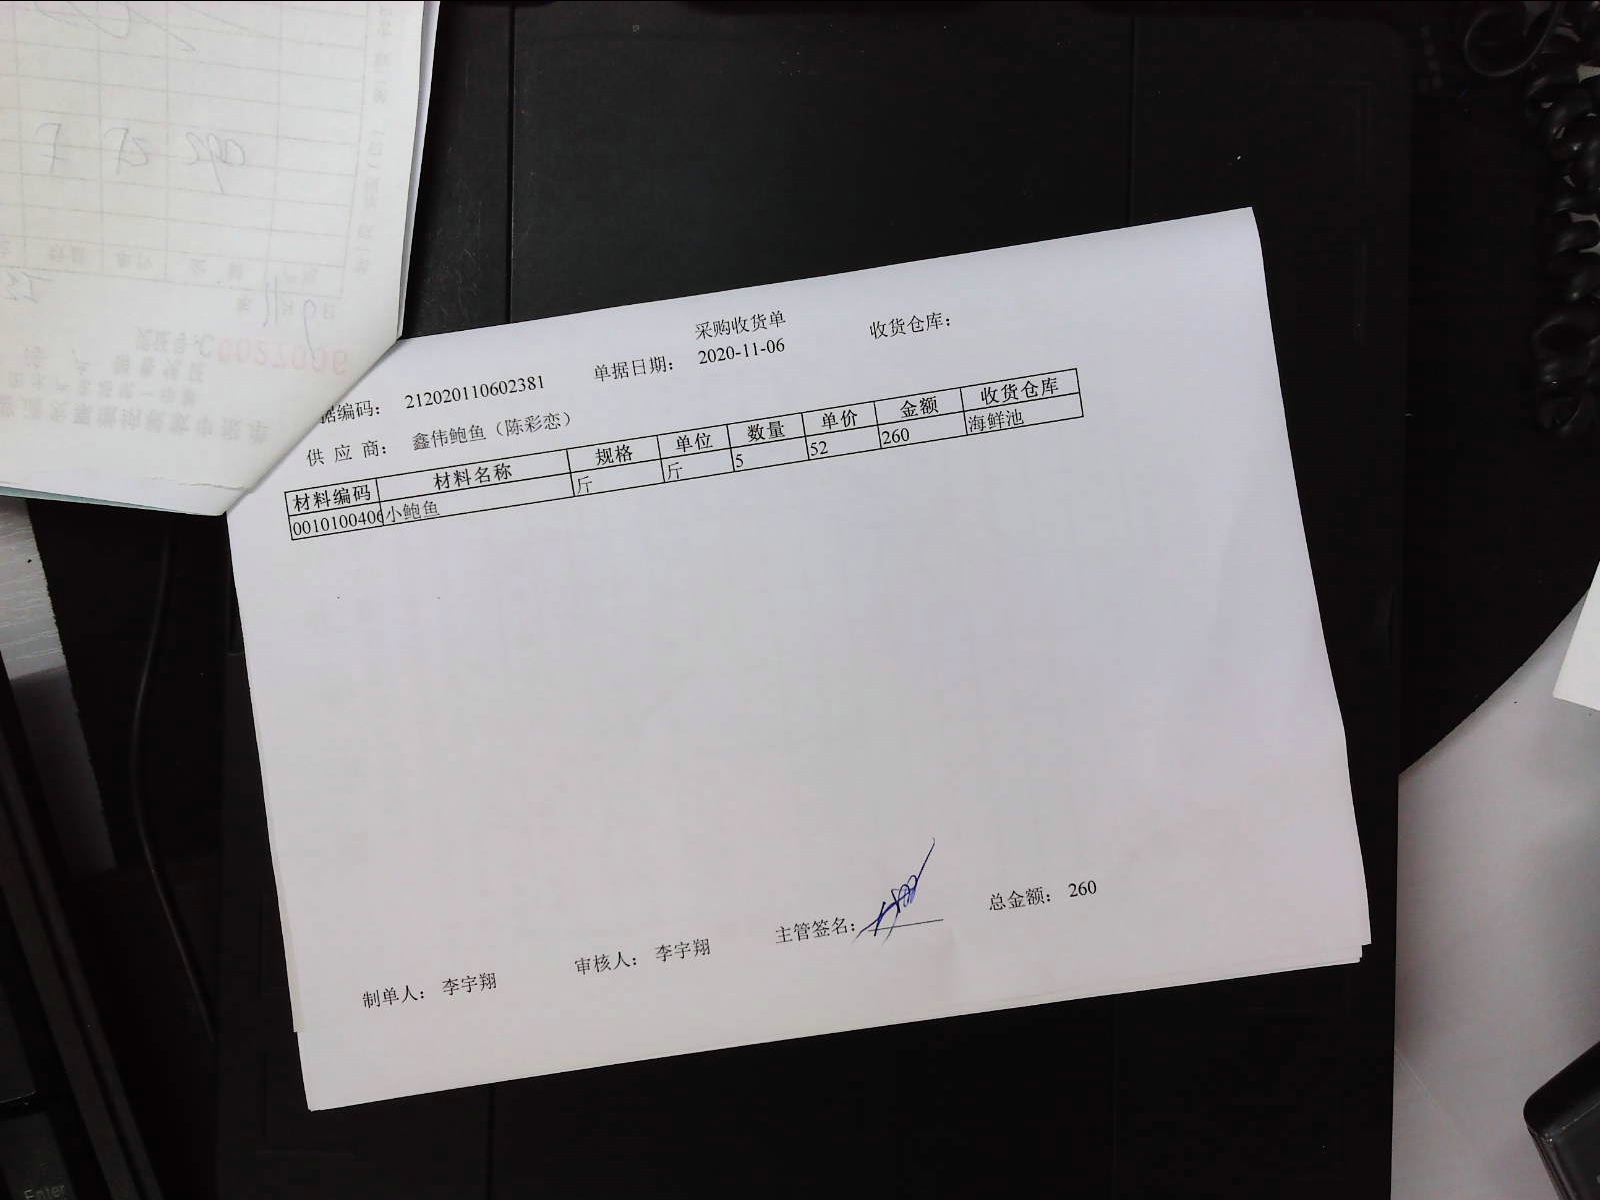 采购收货单
据编码： 212020110602381 单据日期： 2020-11-06 收货仓库：
供 应 商： 鑫伟鲍鱼（陈彩恋）
材料编码 材料名称 规格 单位 数量 单价 金额 收货仓库
0010100406 小鲍鱼 斤 斤 5 52 260 海鲜池
制单人： 李宇翔 审核人： 李宇翔 主管签名： 总金额： 260
0027006
Enter